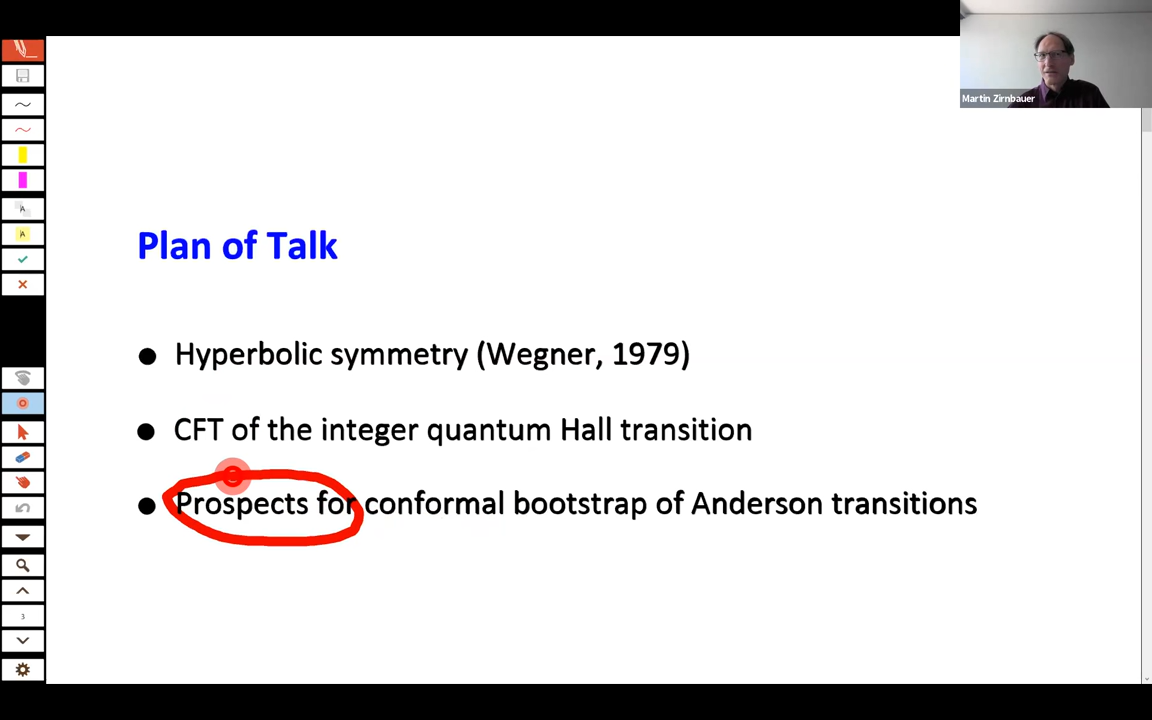 Martin Zirnbauer
Plan of Talk
● Hyperbolic symmetry (Wegner, 1979)
● CFT of the integer quantum Hall transition
● Prospects for conformal bootstrap of Anderson transitions
A
A
3